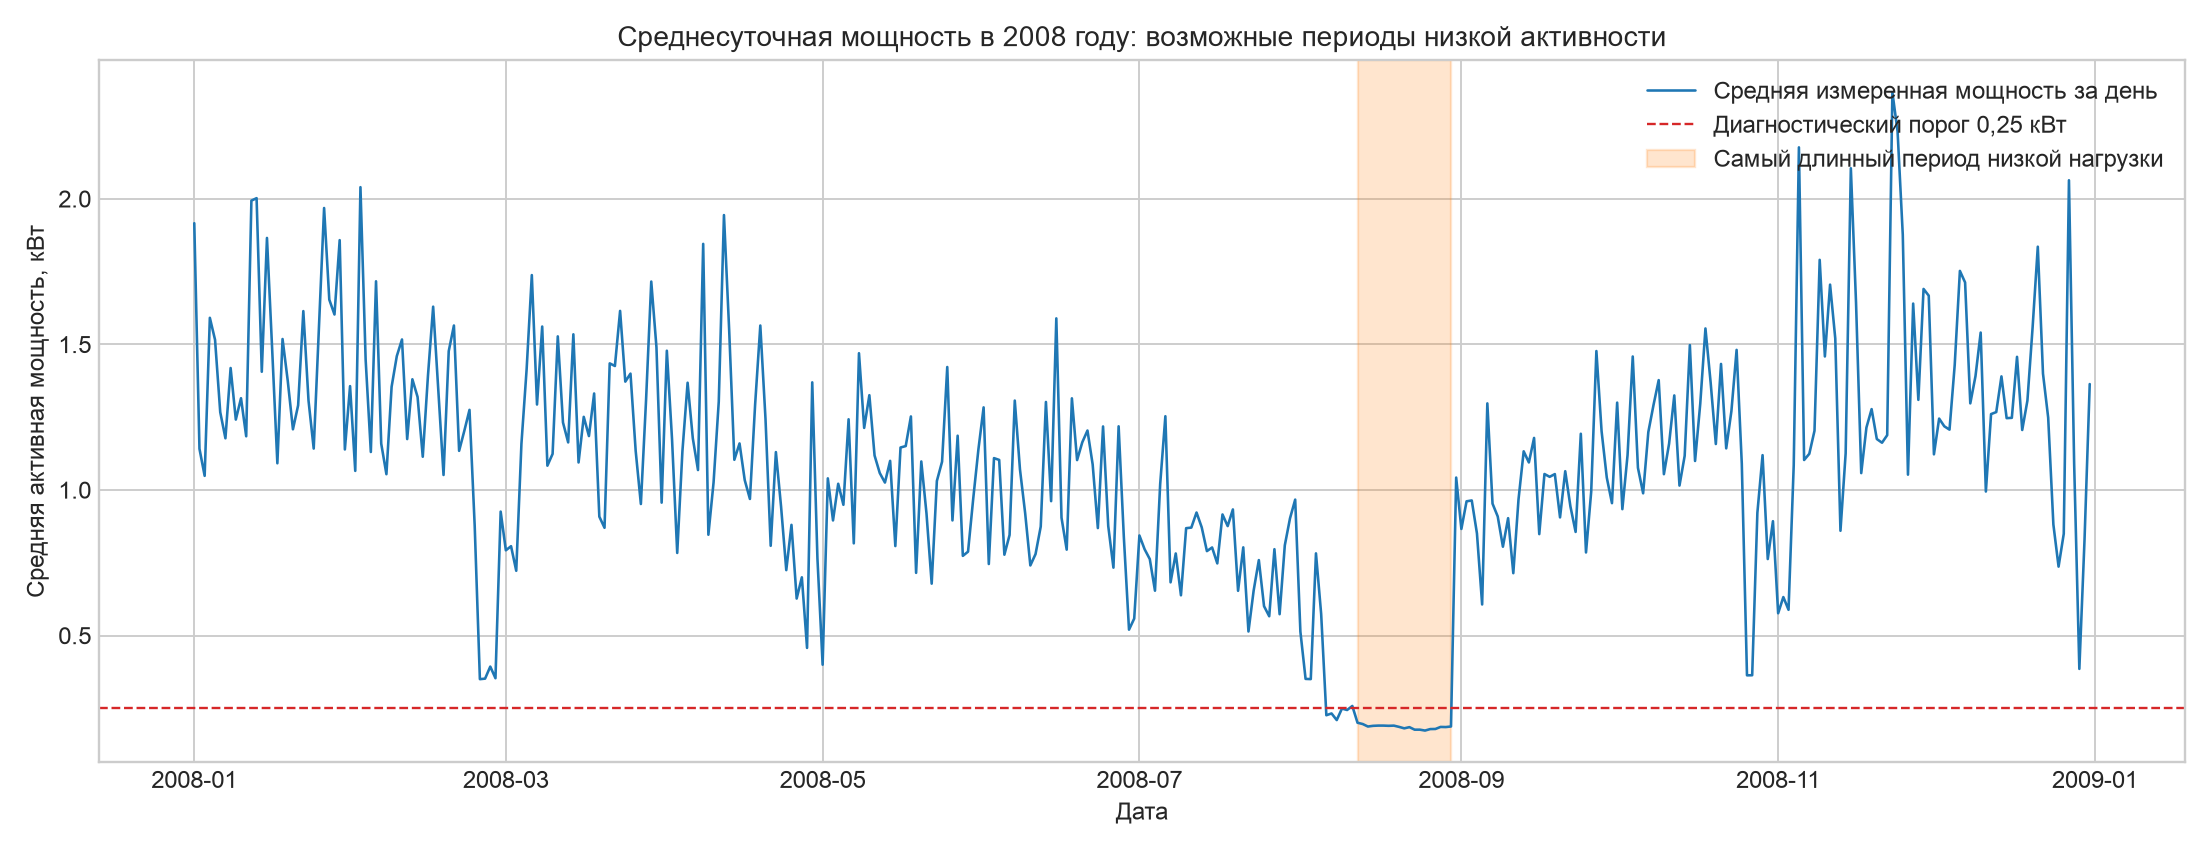 Среднесуточная мощность в 2008 году: возможные периоды низкой активности
Средняя измеренная мощность за день
Диагностический порог 0,25 кВт
Самый длинный период низкой нагрузки
Средняя активная мощность, кВт
2.0
1.5
1.0
0.5
2008-01
2008-03
2008-05
2008-07
2008-09
2008-11
2009-01
Дата